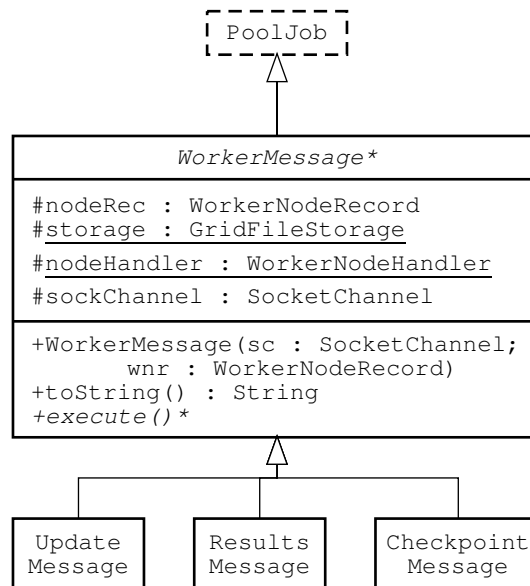 PoolJob
WorkerMessage*
#nodeRec : WorkerNodeRecord
#storage : GridFileStorage
#nodeHandler : WorkerNodeHandler
#sockChannel : SocketChannel
+WorkerMessage(sc : SocketChannel;
wnr : WorkerNodeRecord)
+toString() : String
+execute()*
Update
Message
Results
Message
Checkpoint
Message